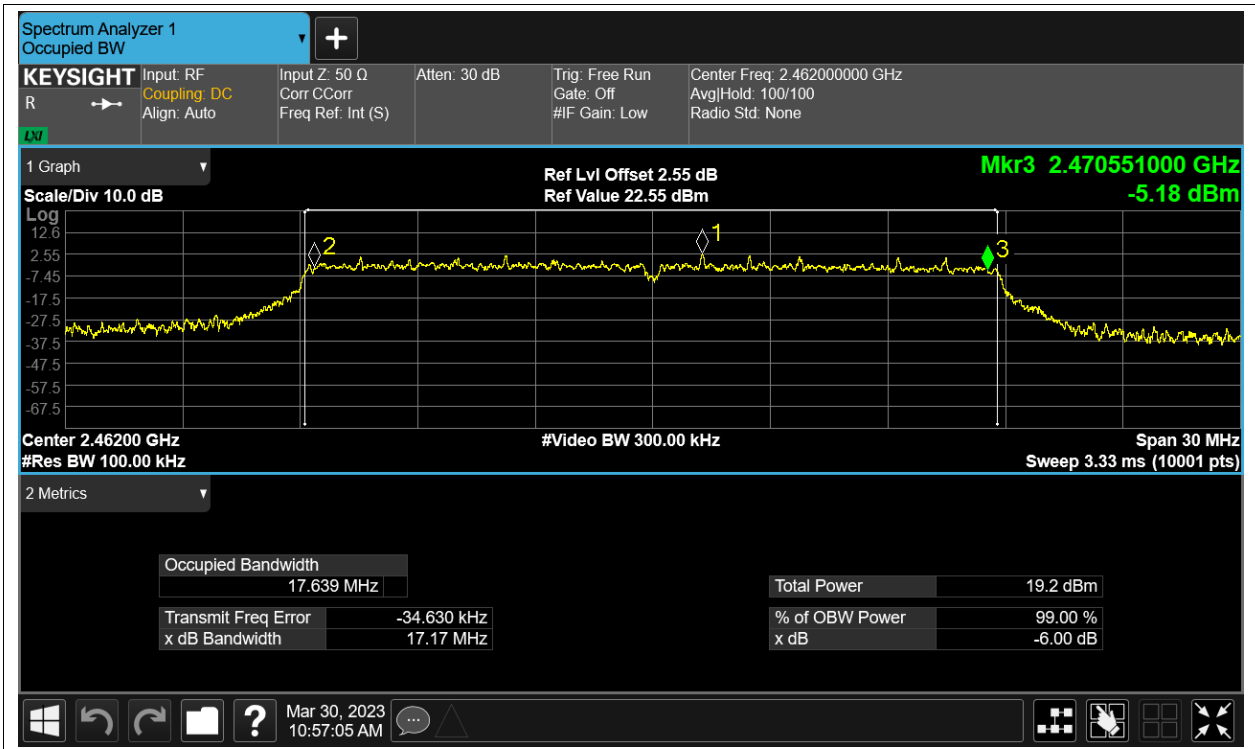 Spectrum Analyzer 1
Occupied BW
KEYSIGHT
R
LXI
Input: RF
Coupling: DC
Align: Auto
Input Z: 50 Ω
Corr CCorr
Freq Ref: Int (S)
Atten: 30 dB
Trig: Free Run
Gate: Off
#IF Gain: Low
Center Freq: 2.462000000 GHz
Avg|Hold: 100/100
Radio Std: None
1 Graph
Scale/Div 10.0 dB
Ref Lvl Offset 2.55 dB
Ref Value 22.55 dBm
Mkr3 2.470551000 GHz
-5.18 dBm
Log
12.6
2.55
-7.45
-17.5
-27.5
-37.5
-47.5
-57.5
-67.5
2
1
3
Center 2.46200 GHz
#Video BW 300.00 kHz
Span 30 MHz
#Res BW 100.00 kHz
Sweep 3.33 ms (10001 pts)
2 Metrics
Occupied Bandwidth
17.639 MHz
Transmit Freq Error -34.630 kHz
x dB Bandwidth 17.17 MHz
Total Power 19.2 dBm
% of OBW Power 99.00 %
x dB -6.00 dB
?
Mar 30, 2023
10:57:05 AM